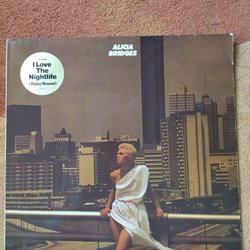 ALICIA
BRIDGES
I Love
The
Nightlife
(Disco Round)